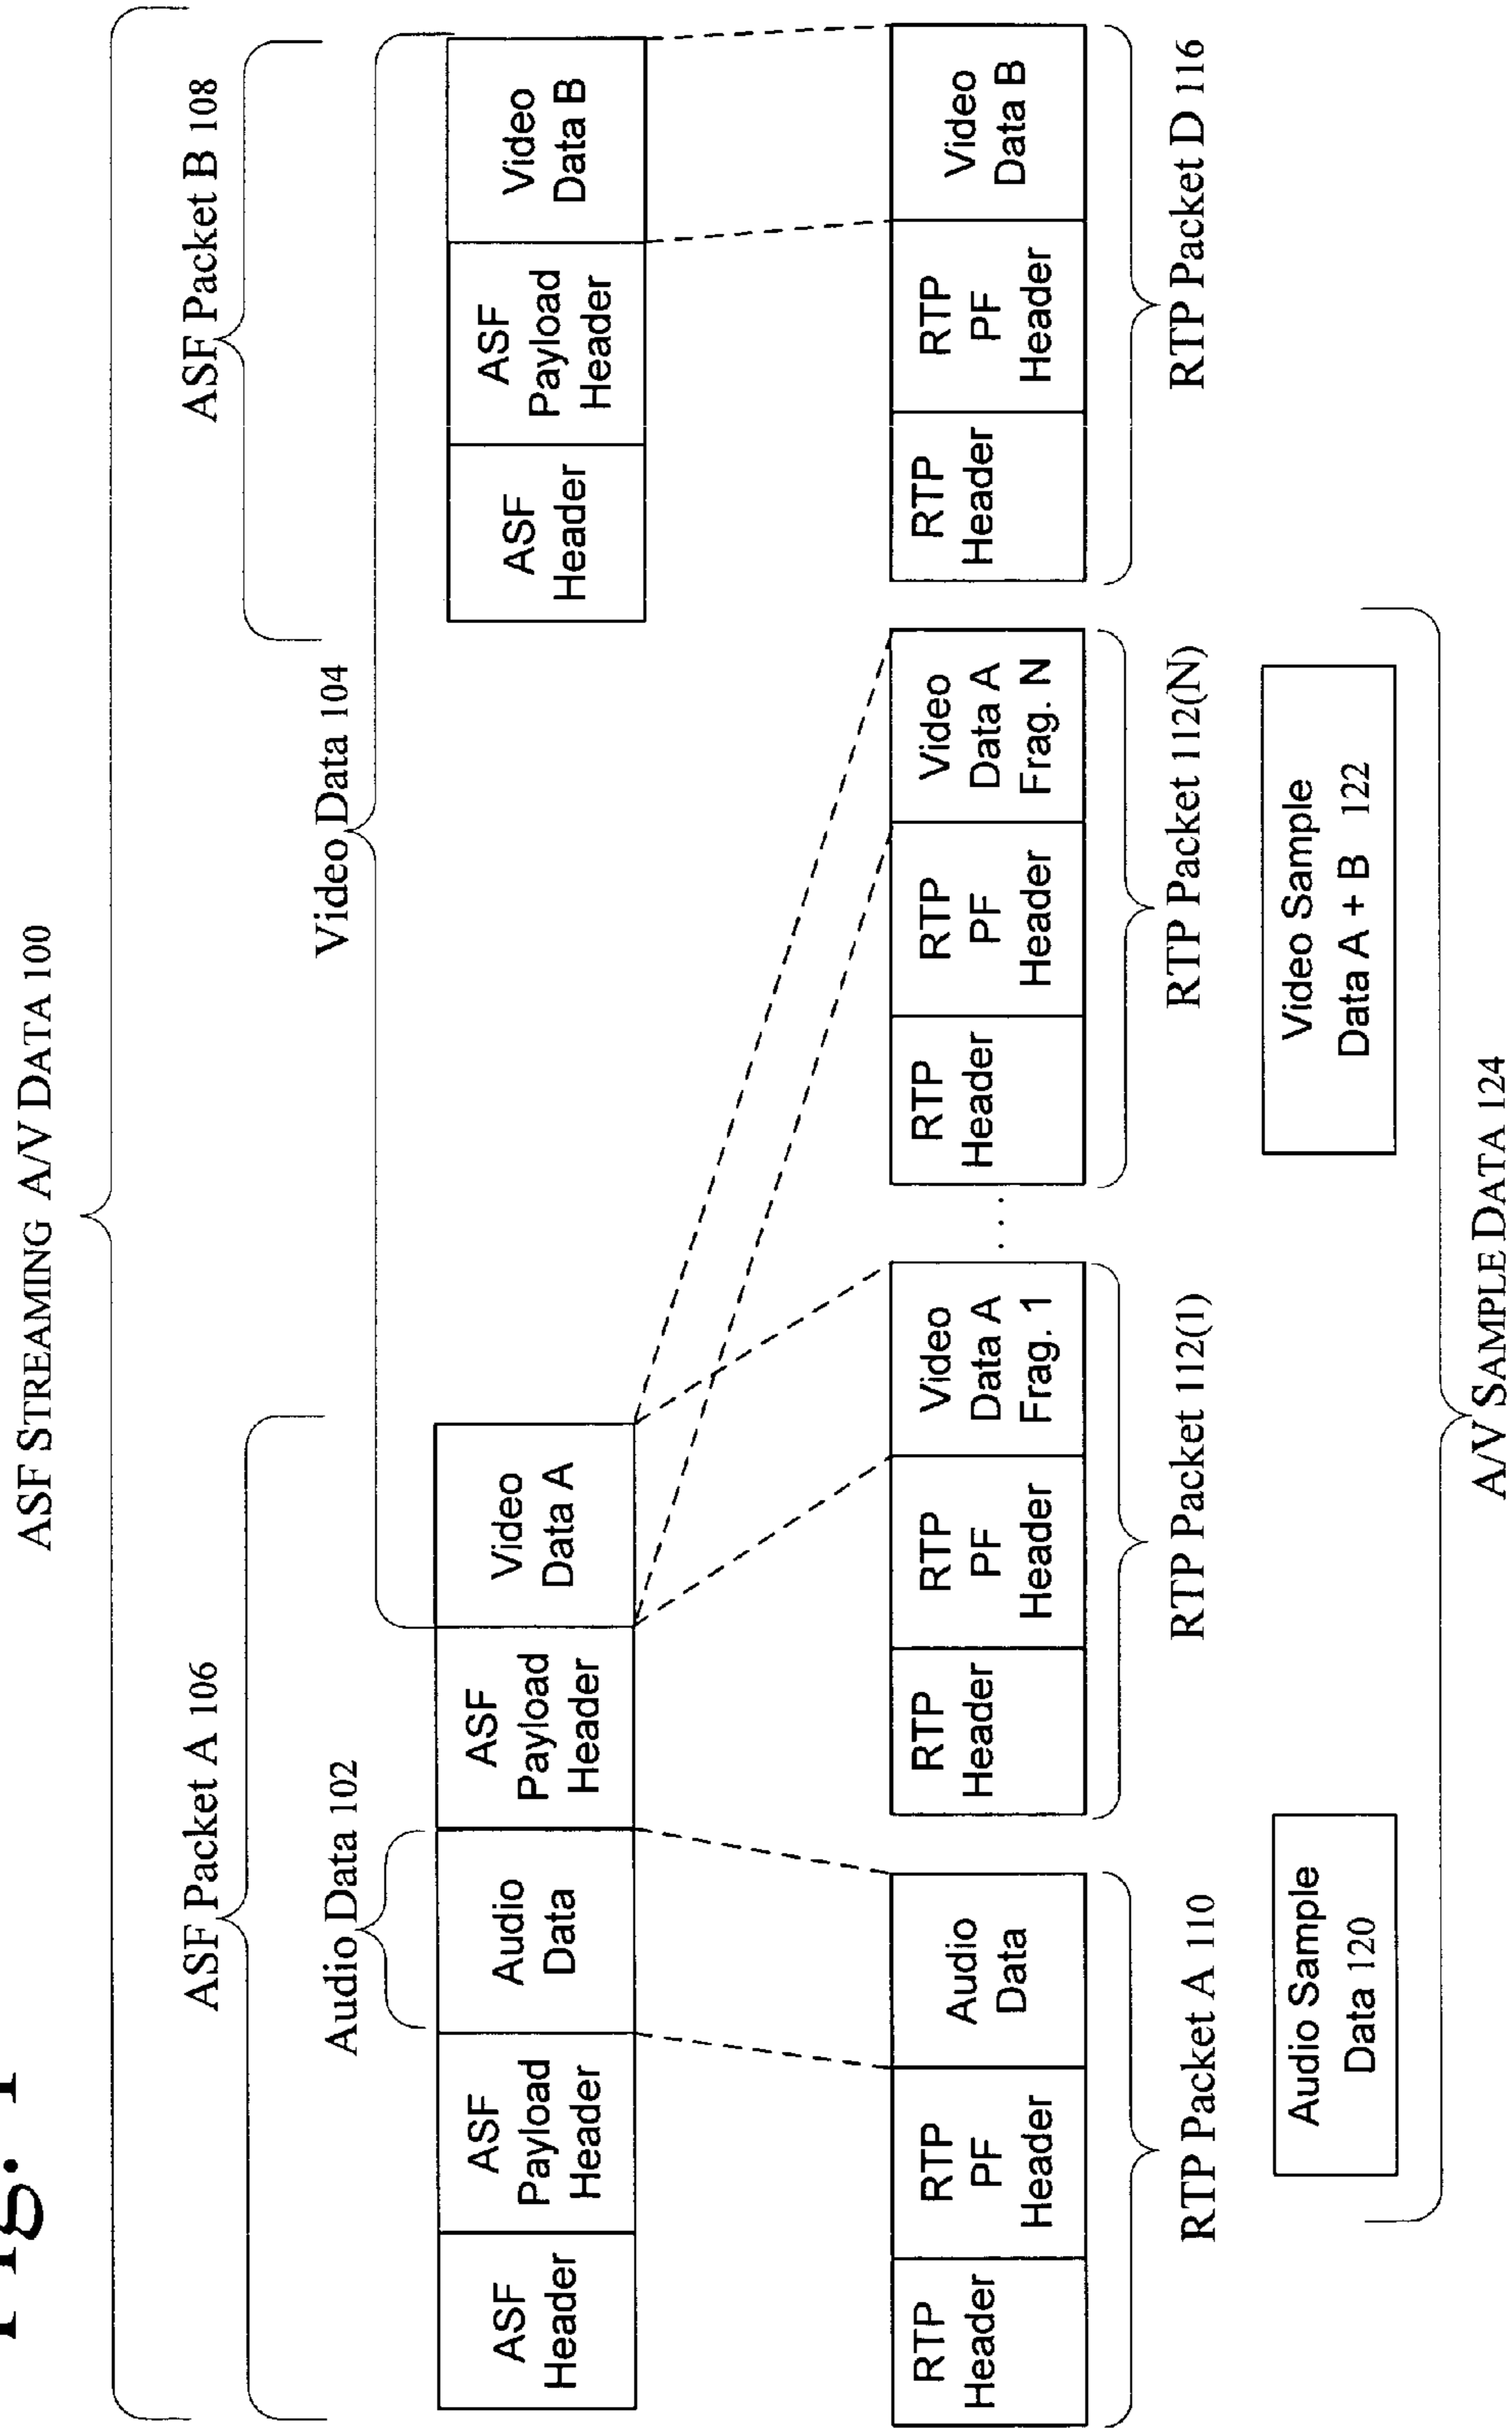 Fig. 1
ASF STREAMING A/V DATA 100
ASF Packet A 106
ASF Packet B 108
Audio Data 102
Video Data 104
ASF
Header
ASF
Payload
Header
Audio
Data
ASF
Payload
Header
Video
Data A
ASF
Header
ASF
Payload
Header
Video
Data B
RTP
Header
RTP
PF
Header
Audio
Data
RTP
Header
RTP
PF
Header
Video
Data A
Frag. 1
. . .
RTP
Header
RTP
PF
Header
Video
Data A
Frag. N
RTP
Header
RTP
PF
Header
Video
Data B
RTP Packet A 110
RTP Packet 112(1)
RTP Packet 112(N)
RTP Packet D 116
Audio Sample
Data 120
Video Sample
Data A + B 122
A/V SAMPLE DATA 124